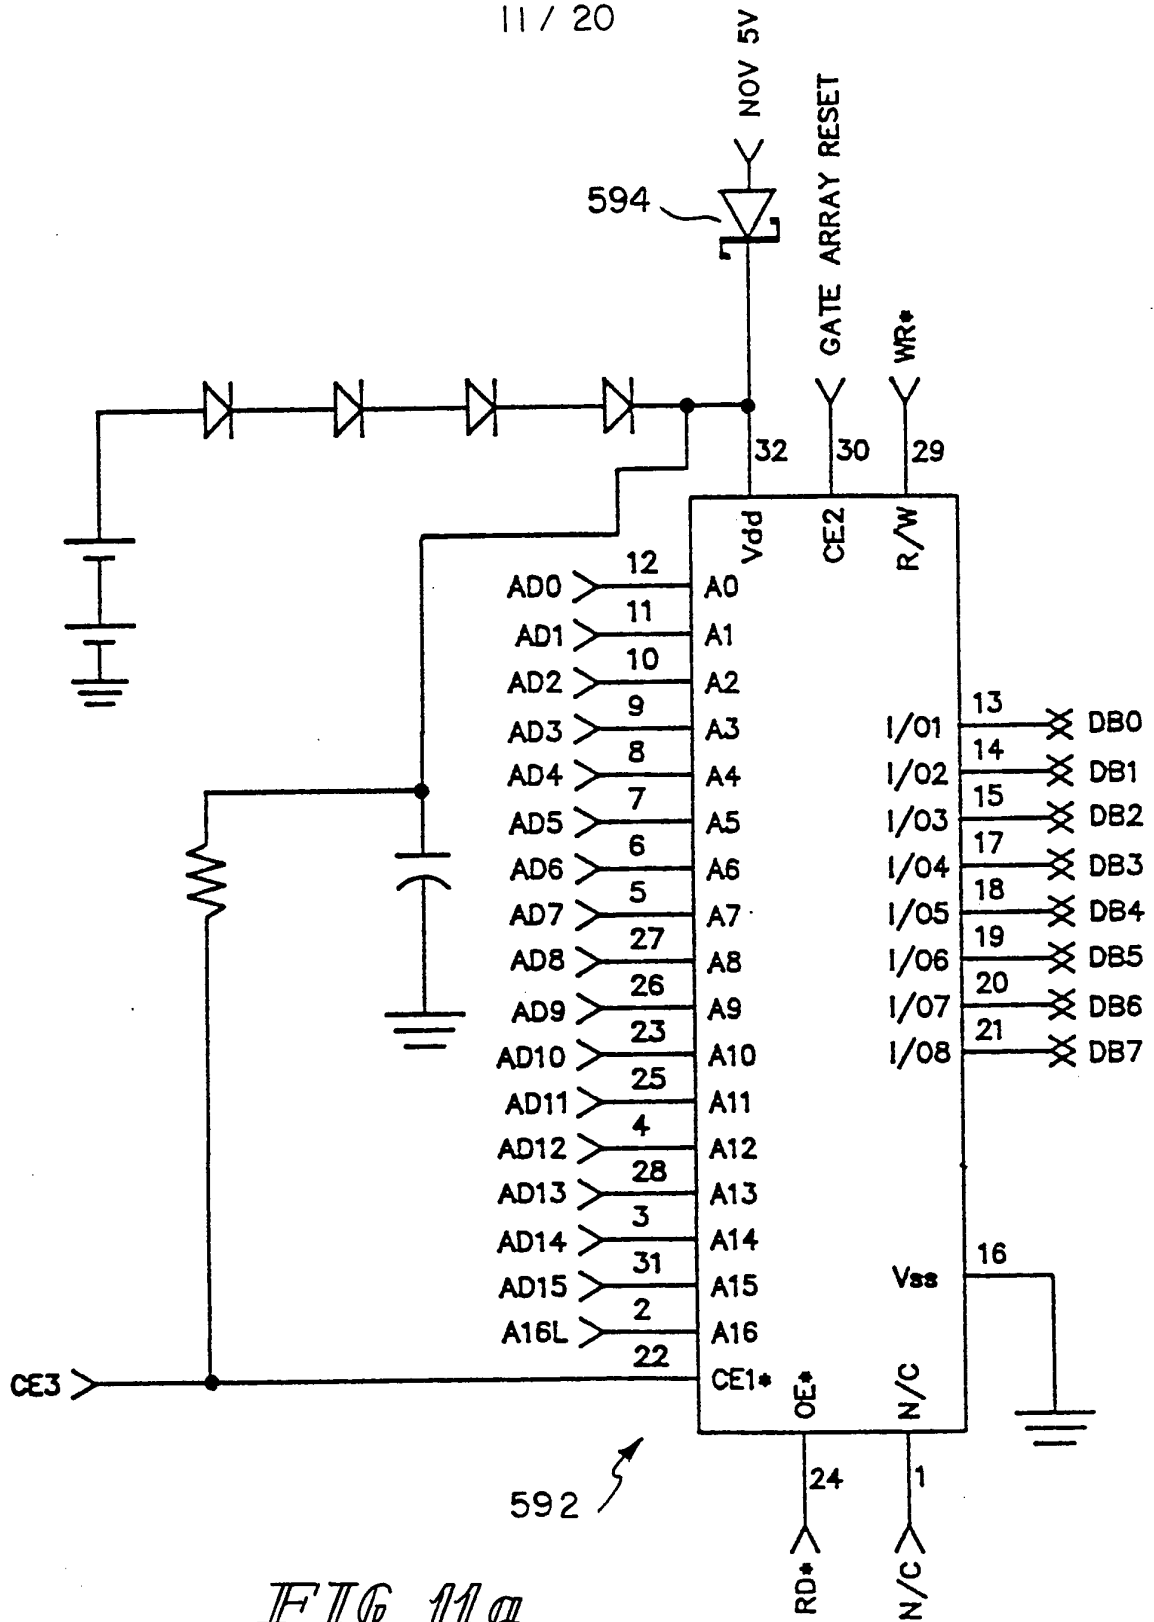 11 / 20
NOV 5V
GATE ARRAY RESET
WR*
594
32
30
29
Vdd
CE2
R/W
AD0
12
A0
AD1
11
A1
AD2
10
A2
AD3
9
A3
AD4
8
A4
AD5
7
A5
AD6
6
A6
AD7
5
A7
AD8
27
A8
AD9
26
A9
AD10
23
A10
AD11
25
A11
AD12
4
A12
AD13
28
A13
AD14
3
A14
AD15
31
A15
A16L
2
A16
CE3
22
CE1*
I/01
13
DB0
I/02
14
DB1
I/03
15
DB2
I/04
17
DB3
I/05
18
DB4
I/06
19
DB5
I/07
20
DB6
I/08
21
DB7
Vss
16
OE*
N/C
24
1
RD*
N/C
592
FIG 11a